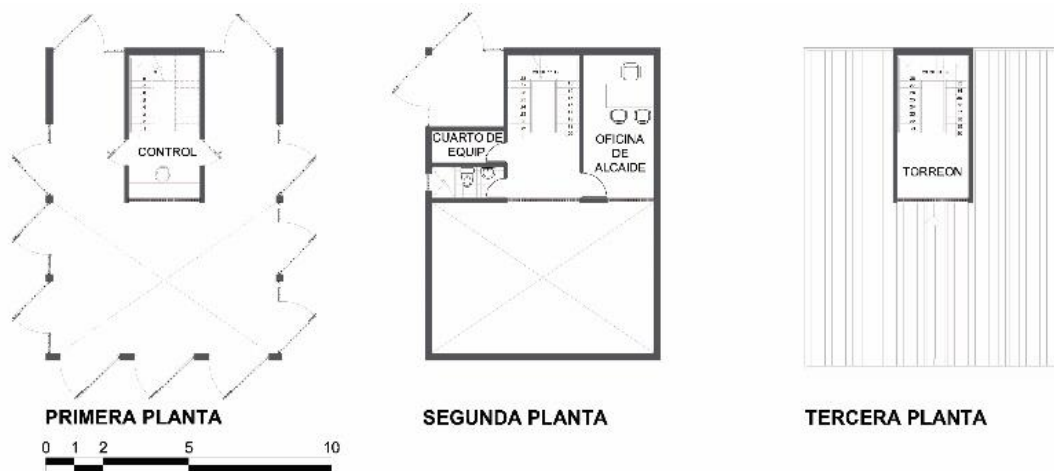 CONTROL
CUARTO DE
EQUIP.
OFICINA
DE
ALCAIDE
TORREON
PRIMERA PLANTA
SEGUNDA PLANTA
TERCERA PLANTA
0 1 2 5 10